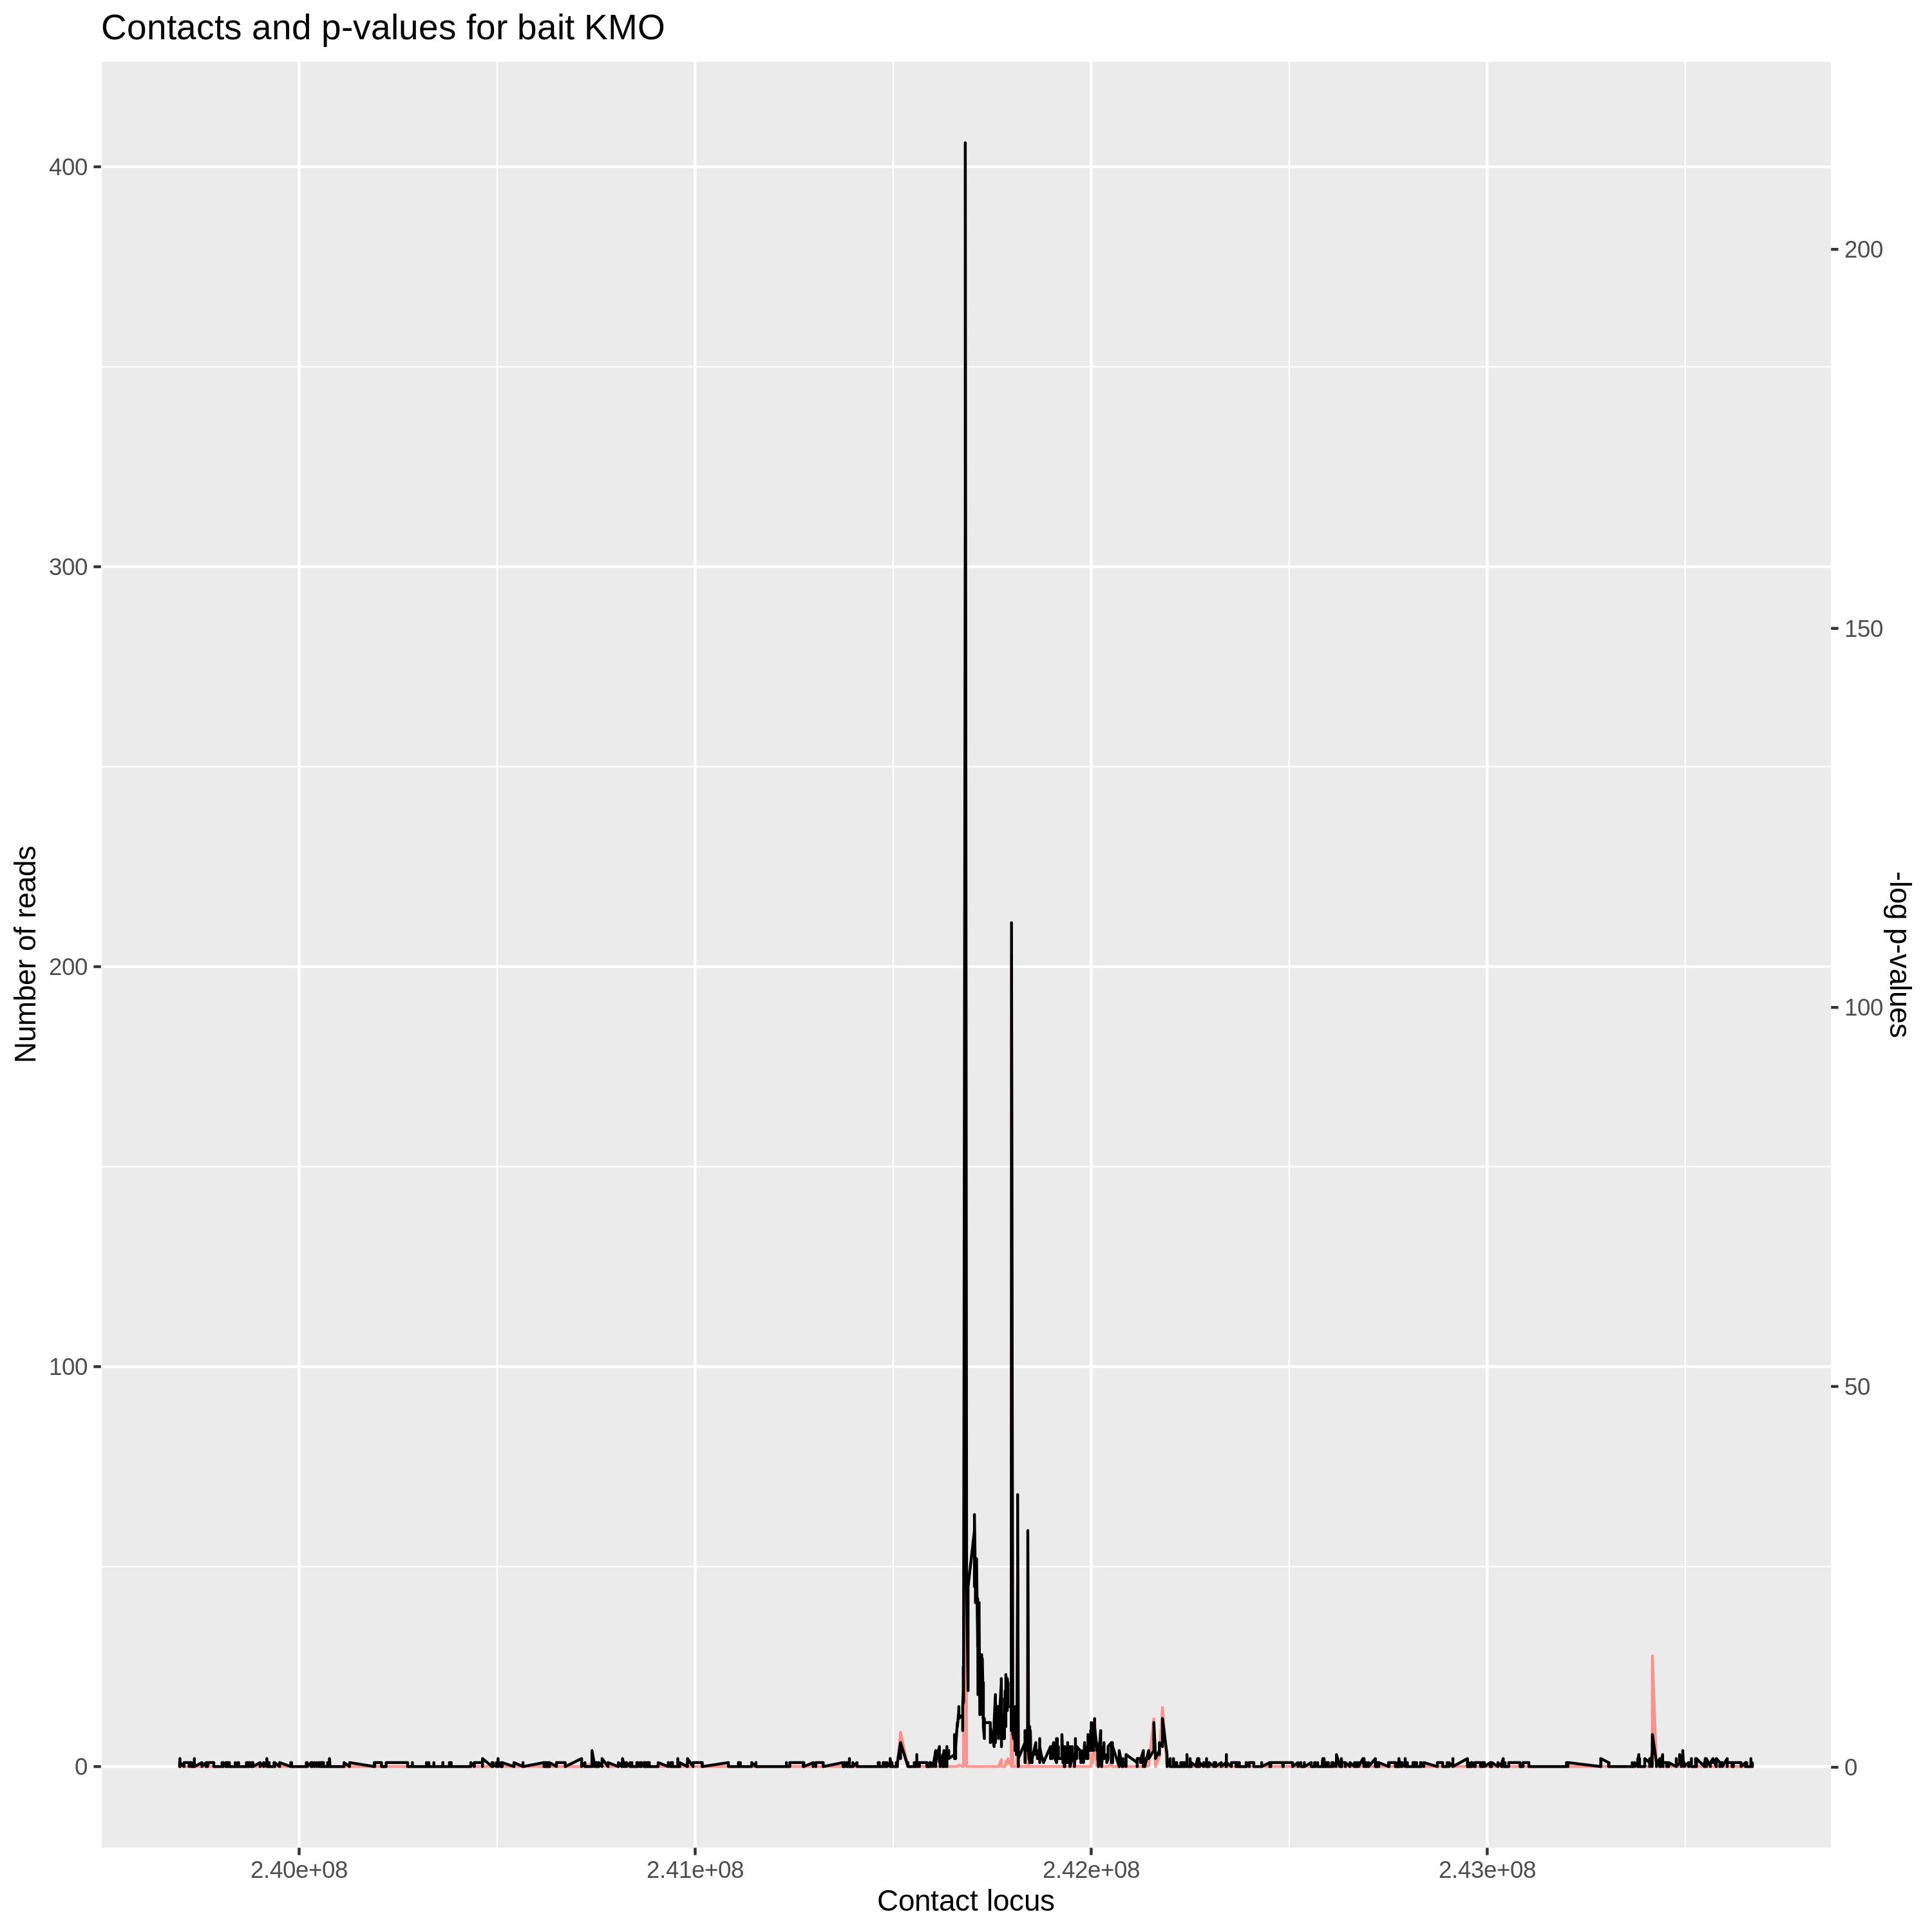 Contacts and p-values for bait KMO
400
300
200
100
0
Number of reads
200
150
100
50
0
-log p-values
2.40e+08
2.41e+08
2.42e+08
2.43e+08
Contact locus